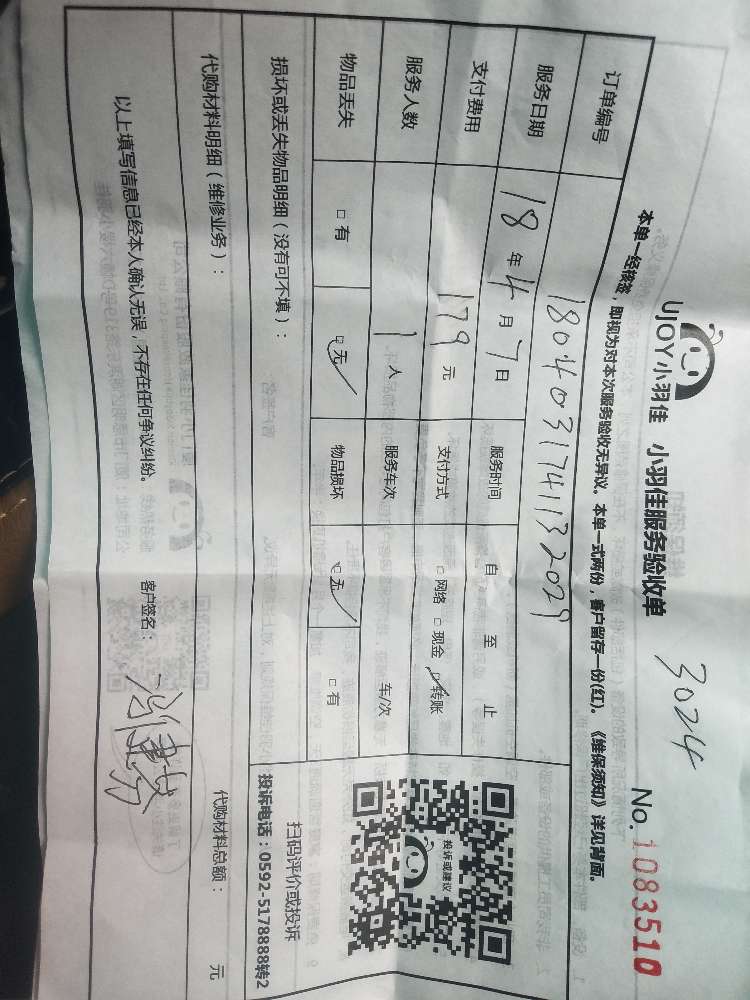 3024
No. 1083510
UJOY小羽佳 小羽佳服务验收单
本单一经核签，即视为对本次服务验收无异议。本单一式两份，客户留存一份(红)。《维保须知》详见背面。
订单编号 1804031741132029
服务日期 18 年 4 月 7 日 服务时间 自 至 止
支付费用 179 元 支付方式 □ 网络 □ 现金 □ 转账
服务人数 1 人 服务车次 车/次
物品丢失 □ 有 □ 无 物品损坏 □ 无 □ 有
投诉或建议
扫码评价或投诉
投诉电话：0592-5178888转2
损坏或丢失物品明细（没有可不填）：
代购材料明细（维修业务）： 代购材料总额： 元
以上填写信息已经本人确认无误，不存在任何争议纠纷。 客户签名：